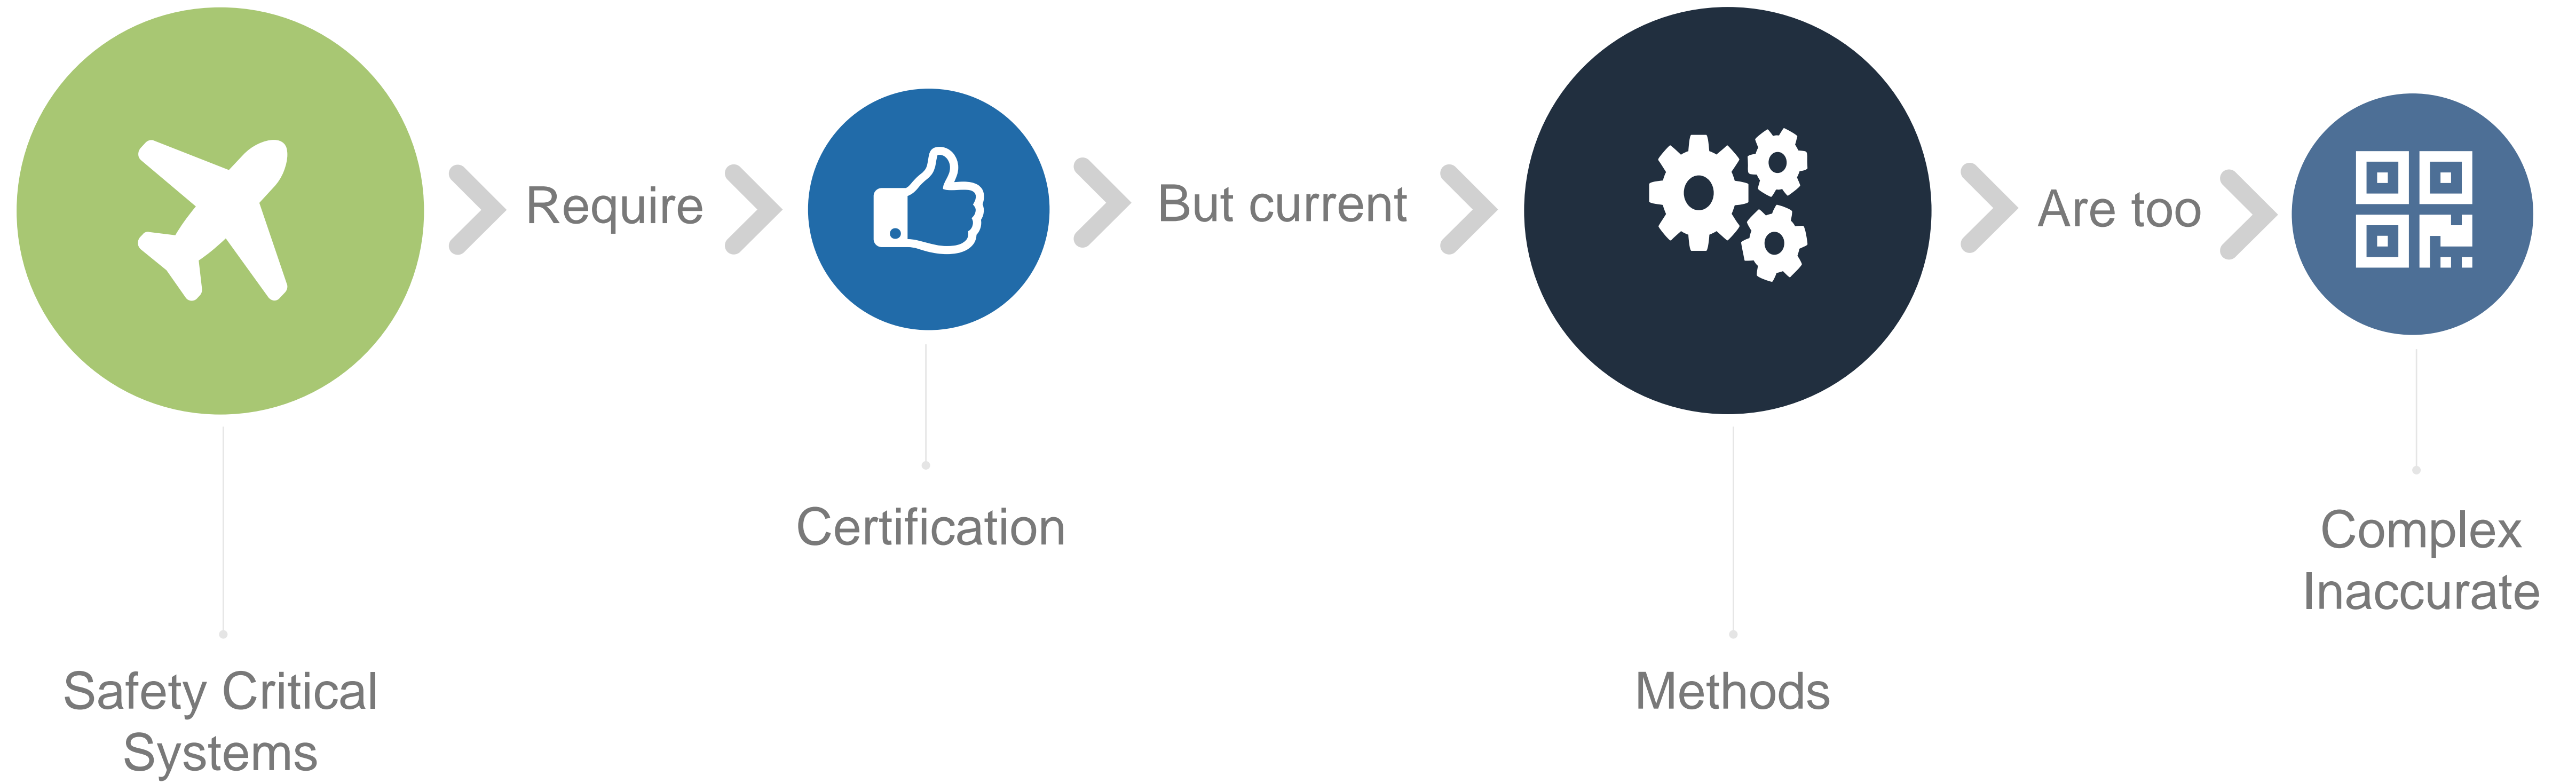 Safety Critical
Systems
Require
Certification
But current
Methods
Are too
Complex
Inaccurate